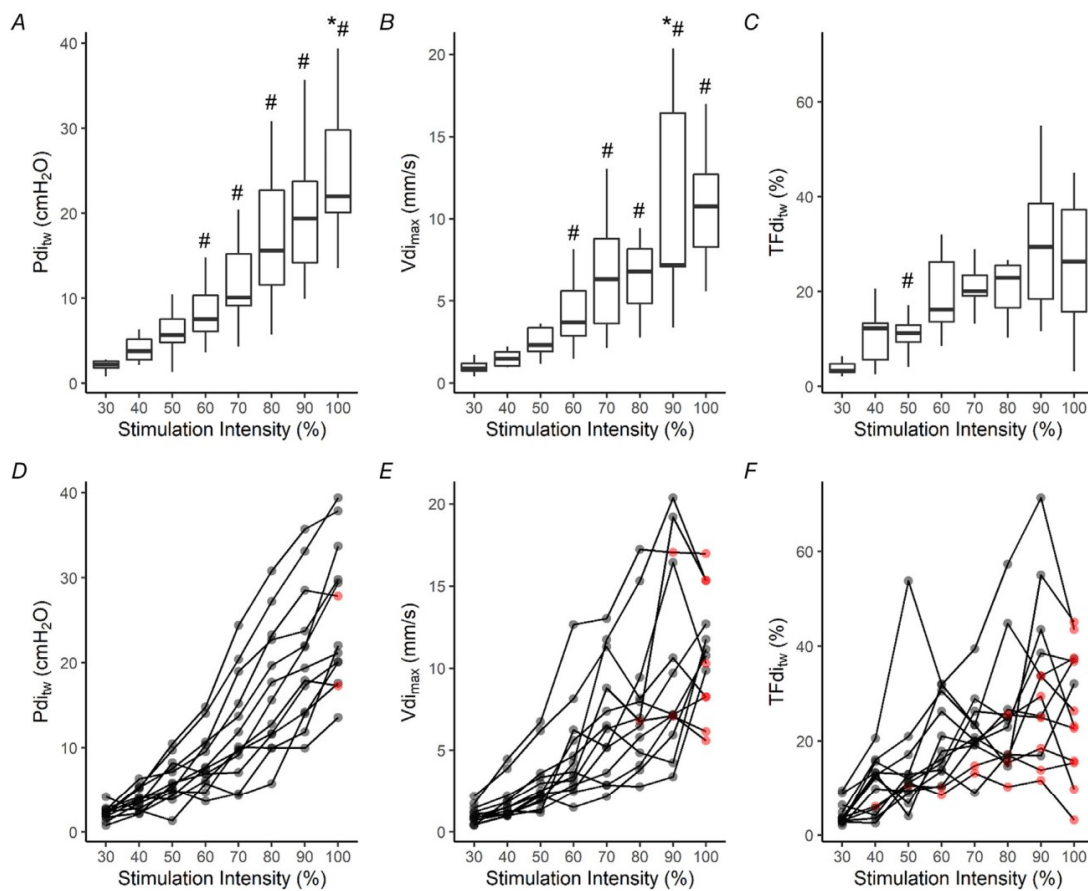 A
Pdi_tw (cmH₂O)
40
30
20
10
0
*#
#
#
#
#
30 40 50 60 70 80 90 100
Stimulation Intensity (%)
B
Vdi_max (mm/s)
20
15
10
5
0
*#
#
#
#
#
30 40 50 60 70 80 90 100
Stimulation Intensity (%)
C
TFdi_tw (%)
60
40
20
0
#
30 40 50 60 70 80 90 100
Stimulation Intensity (%)
D
Pdi_tw (cmH₂O)
40
30
20
10
0
30 40 50 60 70 80 90 100
Stimulation Intensity (%)
E
Vdi_max (mm/s)
20
15
10
5
0
30 40 50 60 70 80 90 100
Stimulation Intensity (%)
F
TFdi_tw (%)
60
40
20
0
30 40 50 60 70 80 90 100
Stimulation Intensity (%)